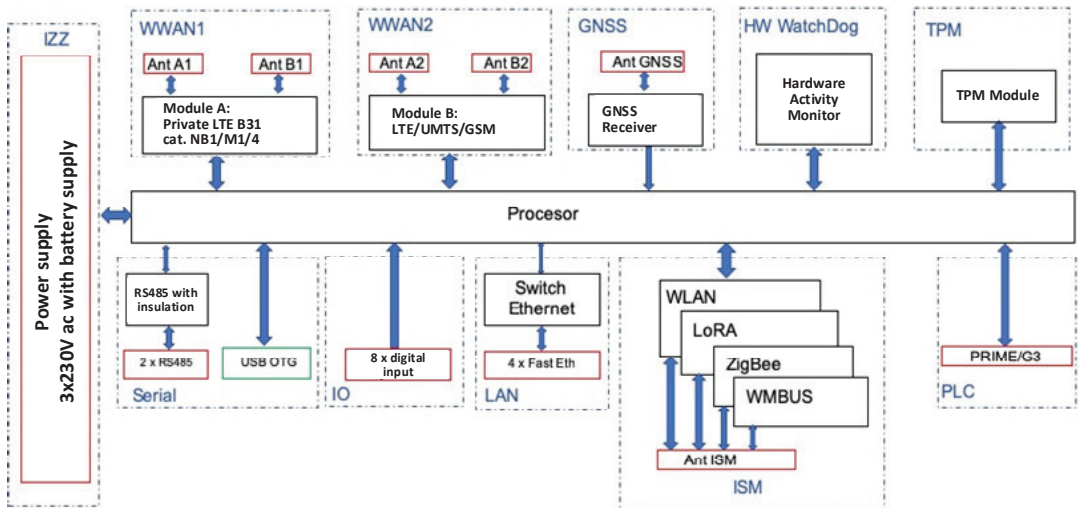 IZZ
Power supply
3x230V ac with battery supply
WWAN1
Ant A1
Ant B1
Module A:
Private LTE B31
cat. NB1/M1/4
WWAN2
Ant A2
Ant B2
Module B:
LTE/UMTS/GSM
GNSS
Ant GNSS
GNSS
Receiver
HW WatchDog
Hardware
Activity
Monitor
TPM
TPM Module
Procesor
RS485 with
insulation
2 x RS485
USB OTG
Serial
8 x digital
input
IO
Switch
Ethernet
4 x Fast Eth
LAN
WLAN
LoRA
ZigBee
WMBUS
Ant ISM
ISM
PRIME/G3
PLC